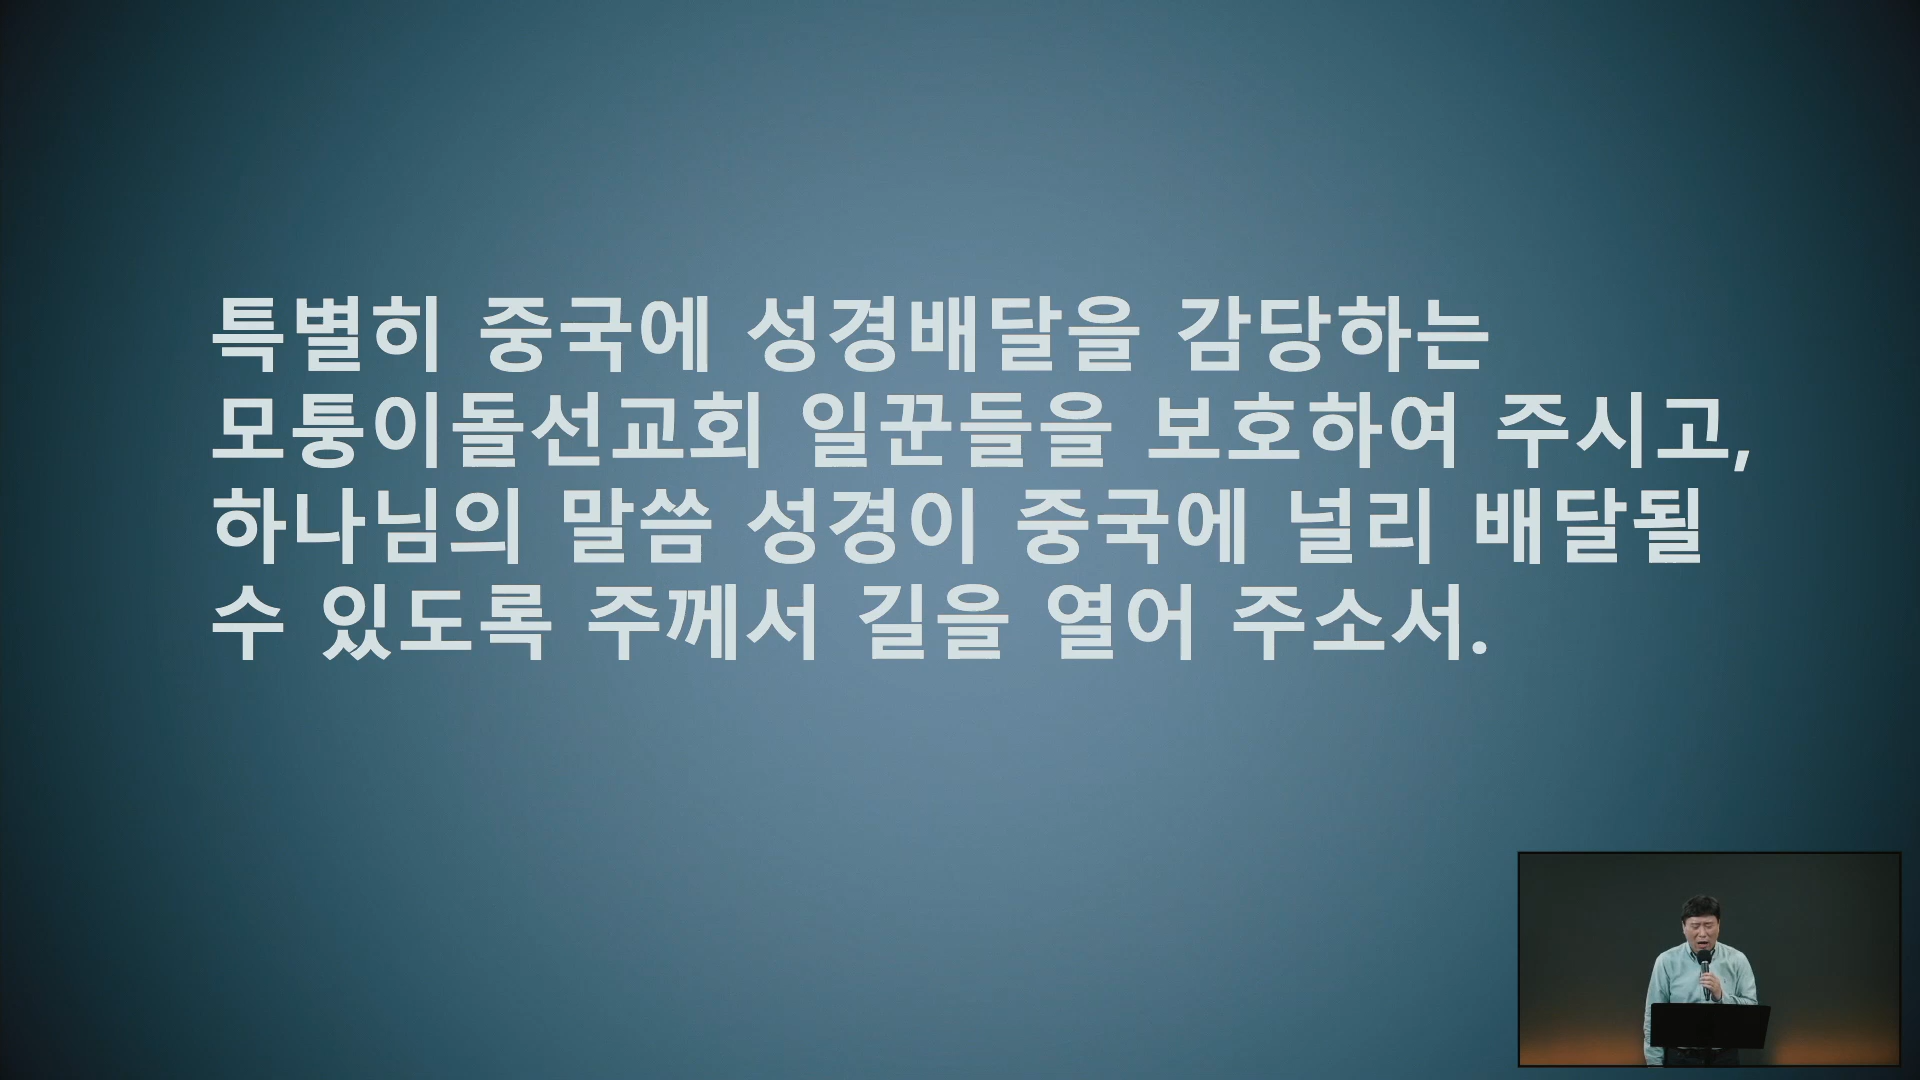 특별히 중국에 성경배달을 감당하는
모퉁이돌선교회 일꾼들을 보호하여 주시고,
하나님의 말씀 성경이 중국에 널리 배달될
수 있도록 주께서 길을 열어 주소서.